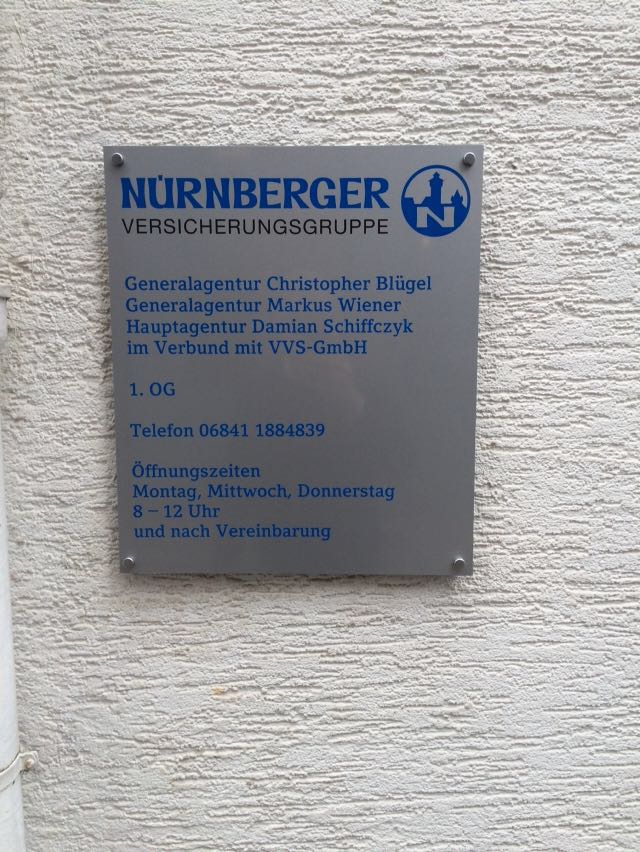 NÜRNBERGER
VERSICHERUNGSGRUPPE
N
Generalagentur Christopher Blügel
Generalagentur Markus Wiener
Hauptagentur Damian Schiffczyk
im Verbund mit VVS-GmbH
1. OG
Telefon 06841 1884839
Öffnungszeiten
Montag, Mittwoch, Donnerstag
8 – 12 Uhr
und nach Vereinbarung